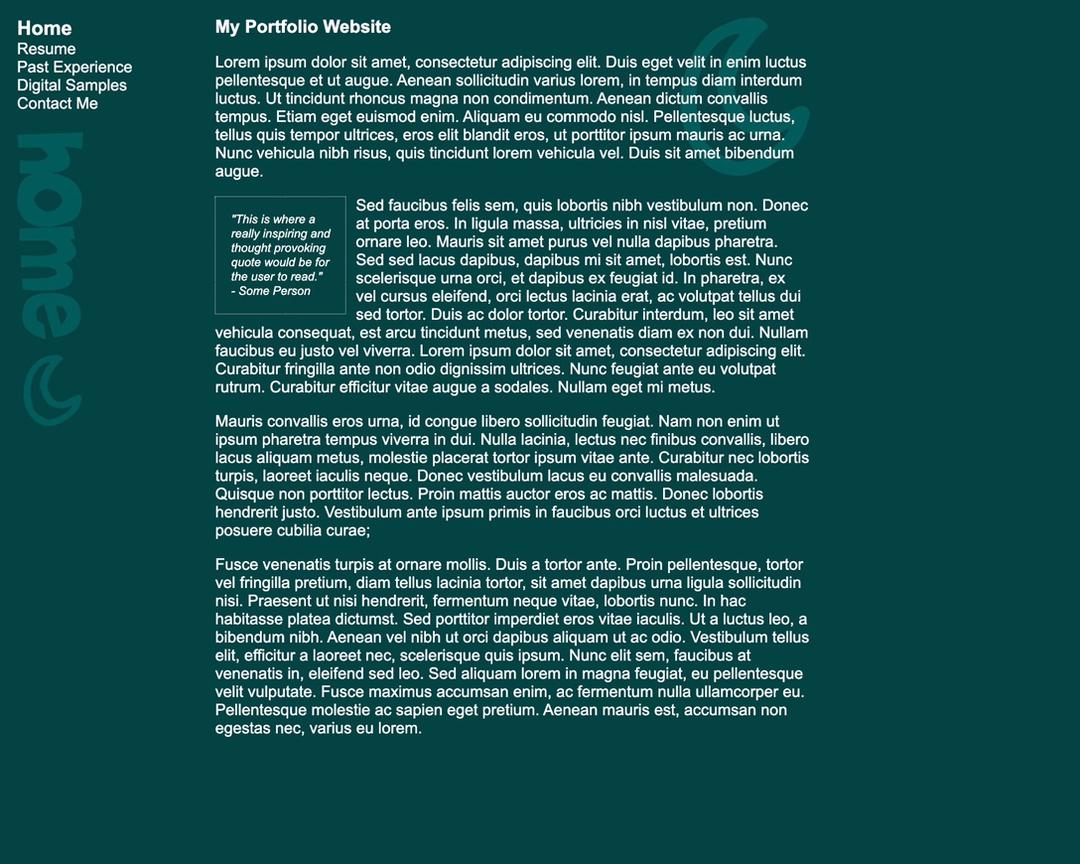 Home
Resume
Past Experience
Digital Samples
Contact Me
home
My Portfolio Website
Lorem ipsum dolor sit amet, consectetur adipiscing elit. Duis eget velit in enim luctus
pellentesque et ut augue. Aenean sollicitudin varius lorem, in tempus diam interdum
luctus. Ut tincidunt rhoncus magna non condimentum. Aenean dictum convallis
tempus. Etiam eget euismod enim. Aliquam eu commodo nisl. Pellentesque luctus,
tellus quis tempor ultrices, eros elit blandit eros, ut porttitor ipsum mauris ac urna.
Nunc vehicula nibh risus, quis tincidunt lorem vehicula vel. Duis sit amet bibendum
augue.
"This is where a
really inspiring and
thought provoking
quote would be for
the user to read."
- Some Person
Sed faucibus felis sem, quis lobortis nibh vestibulum non. Donec
at porta eros. In ligula massa, ultricies in nisl vitae, pretium
ornare leo. Mauris sit amet purus vel nulla dapibus pharetra.
Sed sed lacus dapibus, dapibus mi sit amet, lobortis est. Nunc
scelerisque urna orci, et dapibus ex feugiat id. In pharetra, ex
vel cursus eleifend, orci lectus lacinia erat, ac volutpat tellus dui
sed tortor. Duis ac dolor tortor. Curabitur interdum, leo sit amet
vehicula consequat, est arcu tincidunt metus, sed venenatis diam ex non dui. Nullam
faucibus eu justo vel viverra. Lorem ipsum dolor sit amet, consectetur adipiscing elit.
Curabitur fringilla ante non odio dignissim ultrices. Nunc feugiat ante eu volutpat
rutrum. Curabitur efficitur vitae augue a sodales. Nullam eget mi metus.
Mauris convallis eros urna, id congue libero sollicitudin feugiat. Nam non enim ut
ipsum pharetra tempus viverra in dui. Nulla lacinia, lectus nec finibus convallis, libero
lacus aliquam metus, molestie placerat tortor ipsum vitae ante. Curabitur nec lobortis
turpis, laoreet iaculis neque. Donec vestibulum lacus eu convallis malesuada.
Quisque non porttitor lectus. Proin mattis auctor eros ac mattis. Donec lobortis
hendrerit justo. Vestibulum ante ipsum primis in faucibus orci luctus et ultrices
posuere cubilia curae;
Fusce venenatis turpis at ornare mollis. Duis a tortor ante. Proin pellentesque, tortor
vel fringilla pretium, diam tellus lacinia tortor, sit amet dapibus urna ligula sollicitudin
nisi. Praesent ut nisi hendrerit, fermentum neque vitae, lobortis nunc. In hac
habitasse platea dictumst. Sed porttitor imperdiet eros vitae iaculis. Ut a luctus leo, a
bibendum nibh. Aenean vel nibh ut orci dapibus aliquam ut ac odio. Vestibulum tellus
elit, efficitur a laoreet nec, scelerisque quis ipsum. Nunc elit sem, faucibus at
venenatis in, eleifend sed leo. Sed aliquam lorem in magna feugiat, eu pellentesque
velit vulputate. Fusce maximus accumsan enim, ac fermentum nulla ullamcorper eu.
Pellentesque molestie ac sapien eget pretium. Aenean mauris est, accumsan non
egestas nec, varius eu lorem.